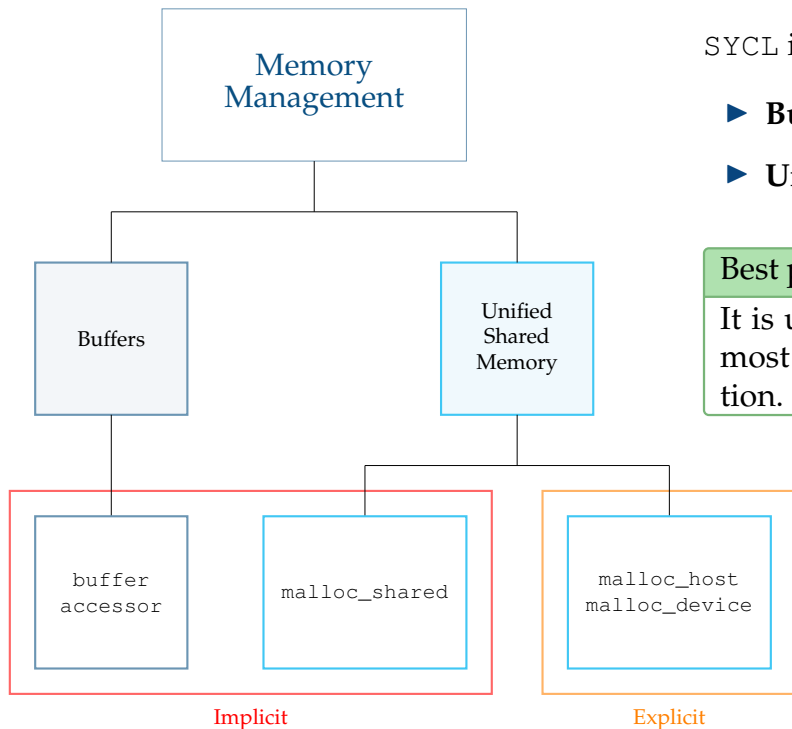 Memory
Management
Buffers
Unified
Shared
Memory
buffer
accessor
malloc_shared
malloc_host
malloc_device
Implicit
Explicit
SYCL
Best
It is
most
tion.